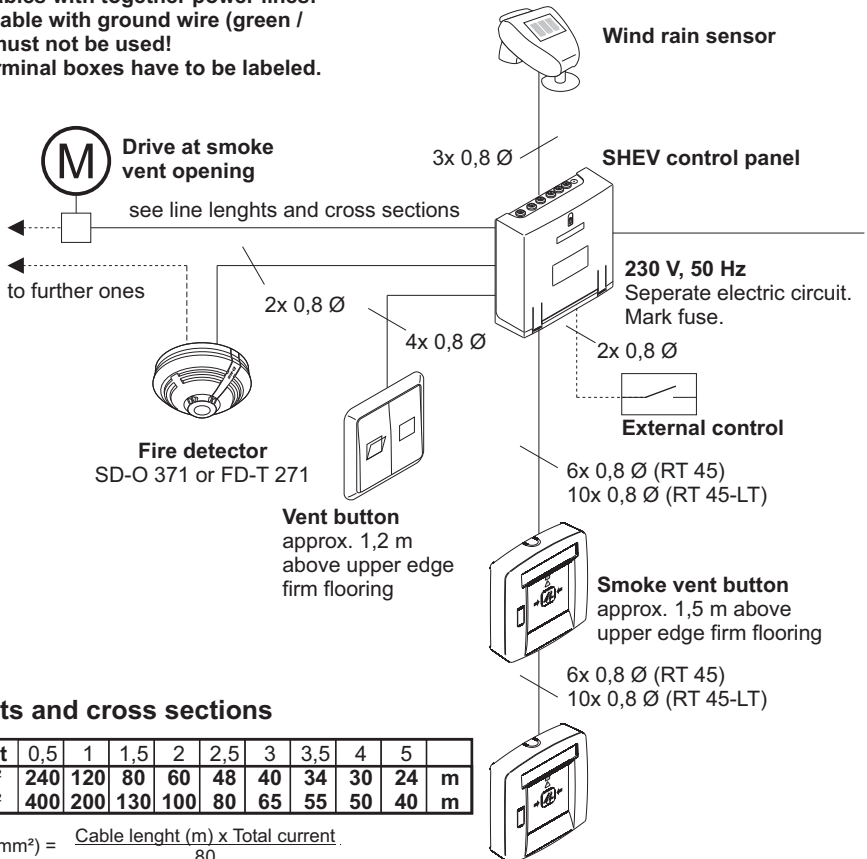 with together power lines!
able with ground wire (green /
must not be used!
boxes have to be labeled.
Wind rain sensor
M
Drive at smoke
vent opening
3x 0,8 Ø
SHEV control panel
see line lenghts and cross sections
to further ones
2x 0,8 Ø
4x 0,8 Ø
230 V, 50 Hz
Seperate electric circuit.
Mark fuse.
2x 0,8 Ø
External control
Fire detector
SD-O 371 or FD-T 271
Vent button
approx. 1,2 m
above upper edge
firm flooring
6x 0,8 Ø (RT 45)
10x 0,8 Ø (RT 45-LT)
Smoke vent button
approx. 1,5 m above
upper edge firm flooring
6x 0,8 Ø (RT 45)
10x 0,8 Ø (RT 45-LT)
ts and cross sections
t 0,5 1 1,5 2 2,5 3 3,5 4 5
² 240 120 80 60 48 40 34 30 24 m
² 400 200 130 100 80 65 55 50 40 m
mm²) = Cable lenght (m) x Total current
80